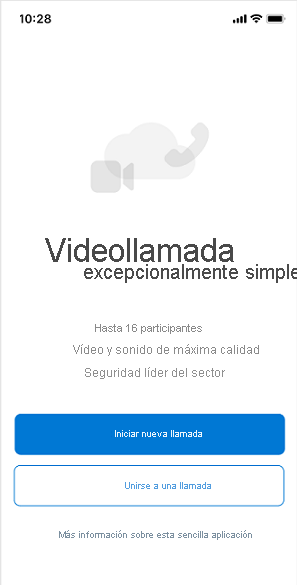 10:28
Videollamada
excepcionalmente simple
Hasta 16 participantes
Vídeo y sonido de máxima calidad
Seguridad líder del sector
Iniciar nueva llamada
Unirse a una llamada
Más información sobre esta sencilla aplicación